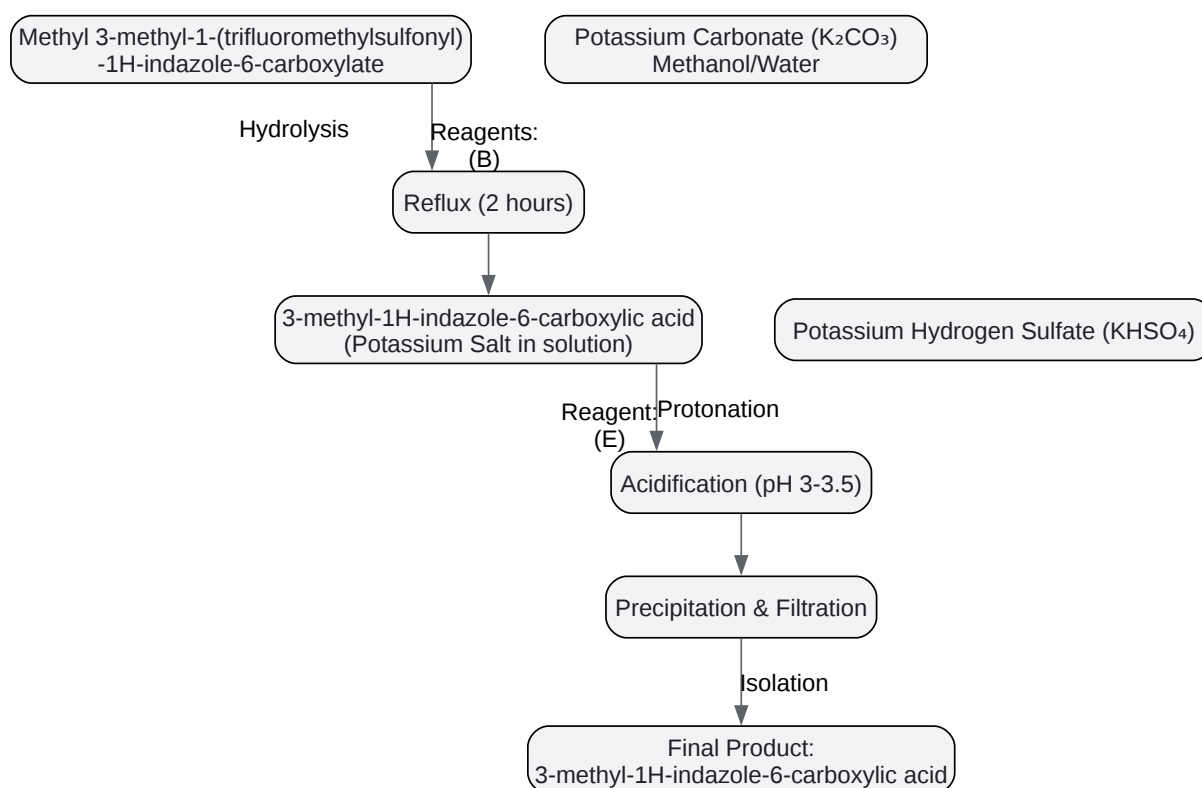 Methyl 3-methyl-1-(trifluoromethylsulfonyl)
-1H-indazole-6-carboxylate
Potassium Carbonate (K₂CO₃)
Methanol/Water
Hydrolysis
Reagents:
(B)
Reflux (2 hours)
3-methyl-1H-indazole-6-carboxylic acid
(Potassium Salt in solution)
Potassium Hydrogen Sulfate (KHSO₄)
Reagent:
(E)
Protonation
Acidification (pH 3-3.5)
Precipitation & Filtration
Isolation
Final Product:
3-methyl-1H-indazole-6-carboxylic acid